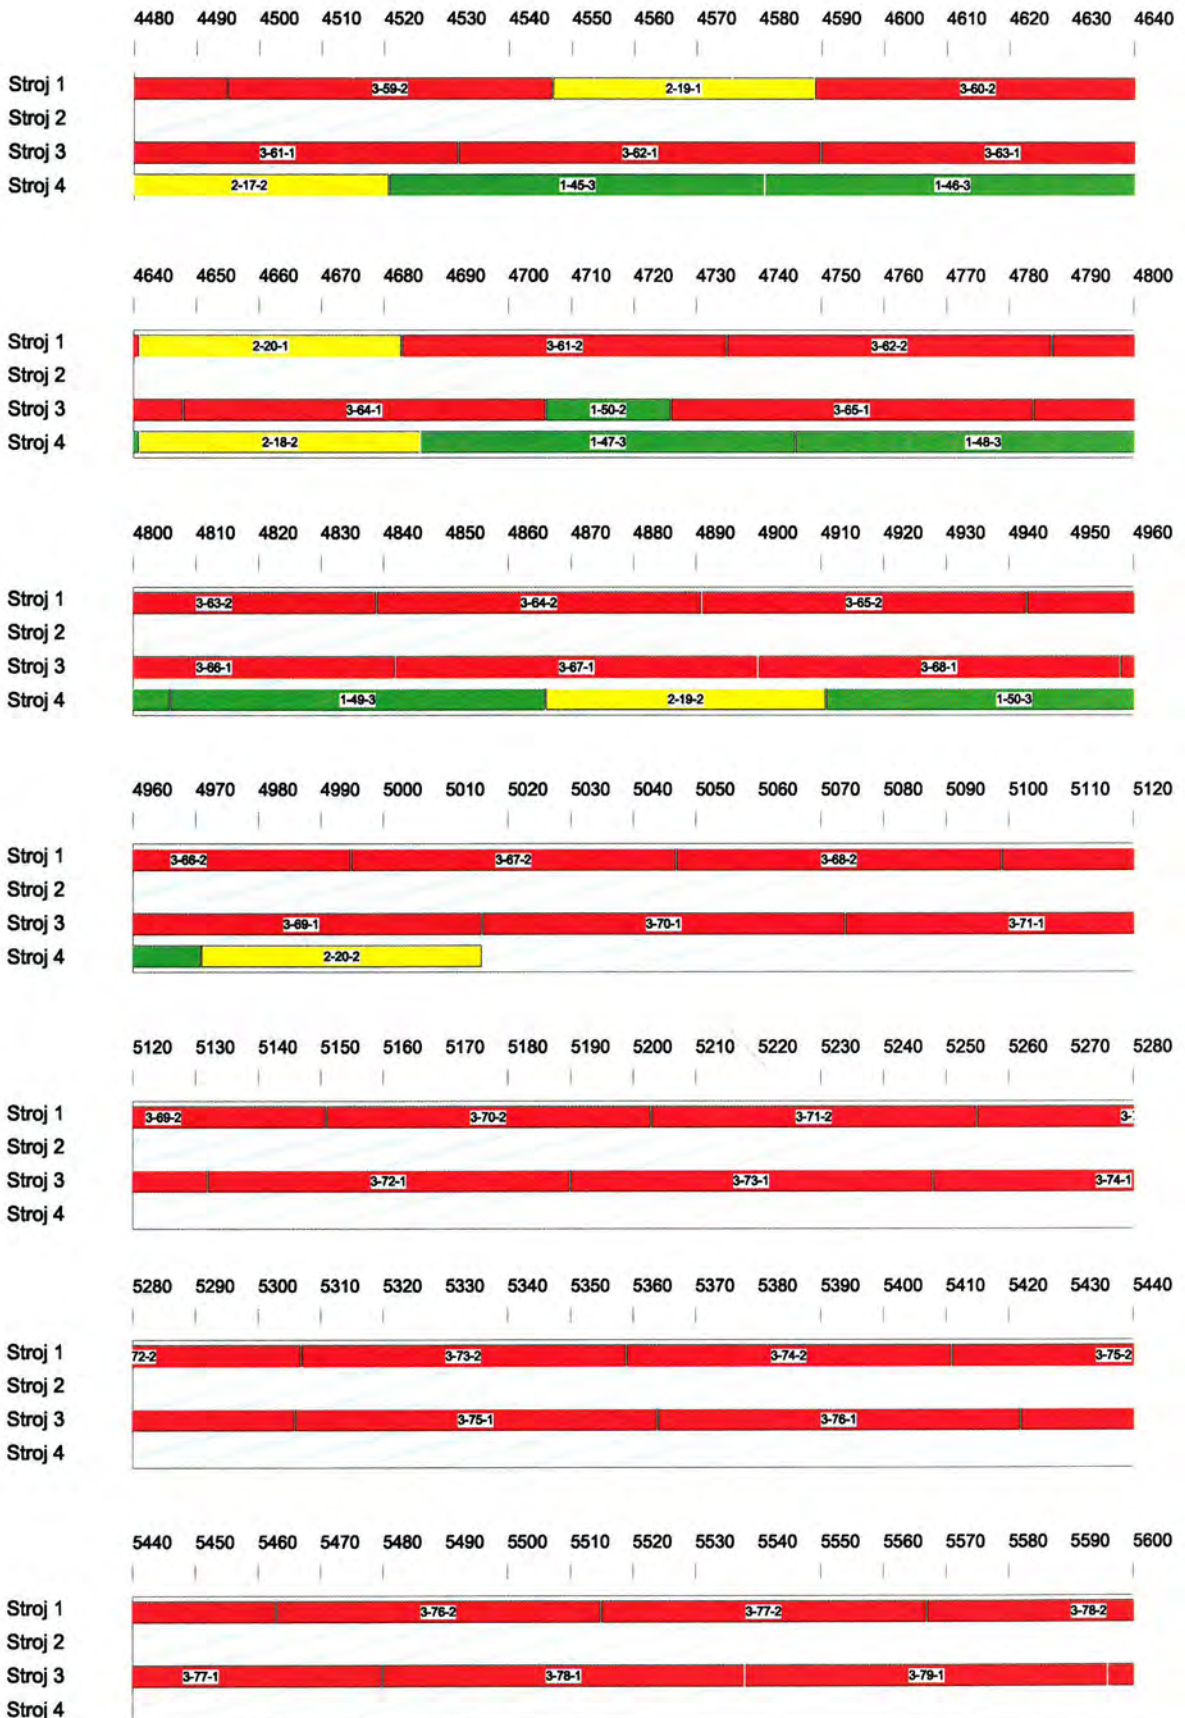 4480 4490 4500 4510 4520 4530 4540 4550 4560 4570 4580 4590 4600 4610 4620 4630 4640
Stroj 1 3-59-2 2-19-1 3-60-2
Stroj 2
Stroj 3 3-61-1 3-62-1 3-63-1
Stroj 4 2-17-2 1-45-3 1-46-3
4640 4650 4660 4670 4680 4690 4700 4710 4720 4730 4740 4750 4760 4770 4780 4790 4800
Stroj 1 2-20-1 3-61-2 3-62-2
Stroj 2
Stroj 3 3-64-1 1-50-2 3-65-1
Stroj 4 2-18-2 1-47-3 1-48-3
4800 4810 4820 4830 4840 4850 4860 4870 4880 4890 4900 4910 4920 4930 4940 4950 4960
Stroj 1 3-63-2 3-64-2 3-65-2
Stroj 2
Stroj 3 3-66-1 3-67-1 3-68-1
Stroj 4 1-49-3 2-19-2 1-50-3
4960 4970 4980 4990 5000 5010 5020 5030 5040 5050 5060 5070 5080 5090 5100 5110 5120
Stroj 1 3-66-2 3-67-2 3-68-2
Stroj 2
Stroj 3 3-69-1 3-70-1 3-71-1
Stroj 4 2-20-2
5120 5130 5140 5150 5160 5170 5180 5190 5200 5210 5220 5230 5240 5250 5260 5270 5280
Stroj 1 3-69-2 3-70-2 3-71-2 3-
Stroj 2
Stroj 3 3-72-1 3-73-1 3-74-1
Stroj 4
5280 5290 5300 5310 5320 5330 5340 5350 5360 5370 5380 5390 5400 5410 5420 5430 5440
Stroj 1 72-2 3-73-2 3-74-2 3-75-2
Stroj 2
Stroj 3 3-75-1 3-76-1
Stroj 4
5440 5450 5460 5470 5480 5490 5500 5510 5520 5530 5540 5550 5560 5570 5580 5590 5600
Stroj 1 3-76-2 3-77-2 3-78-2
Stroj 2
Stroj 3 3-77-1 3-78-1 3-79-1
Stroj 4